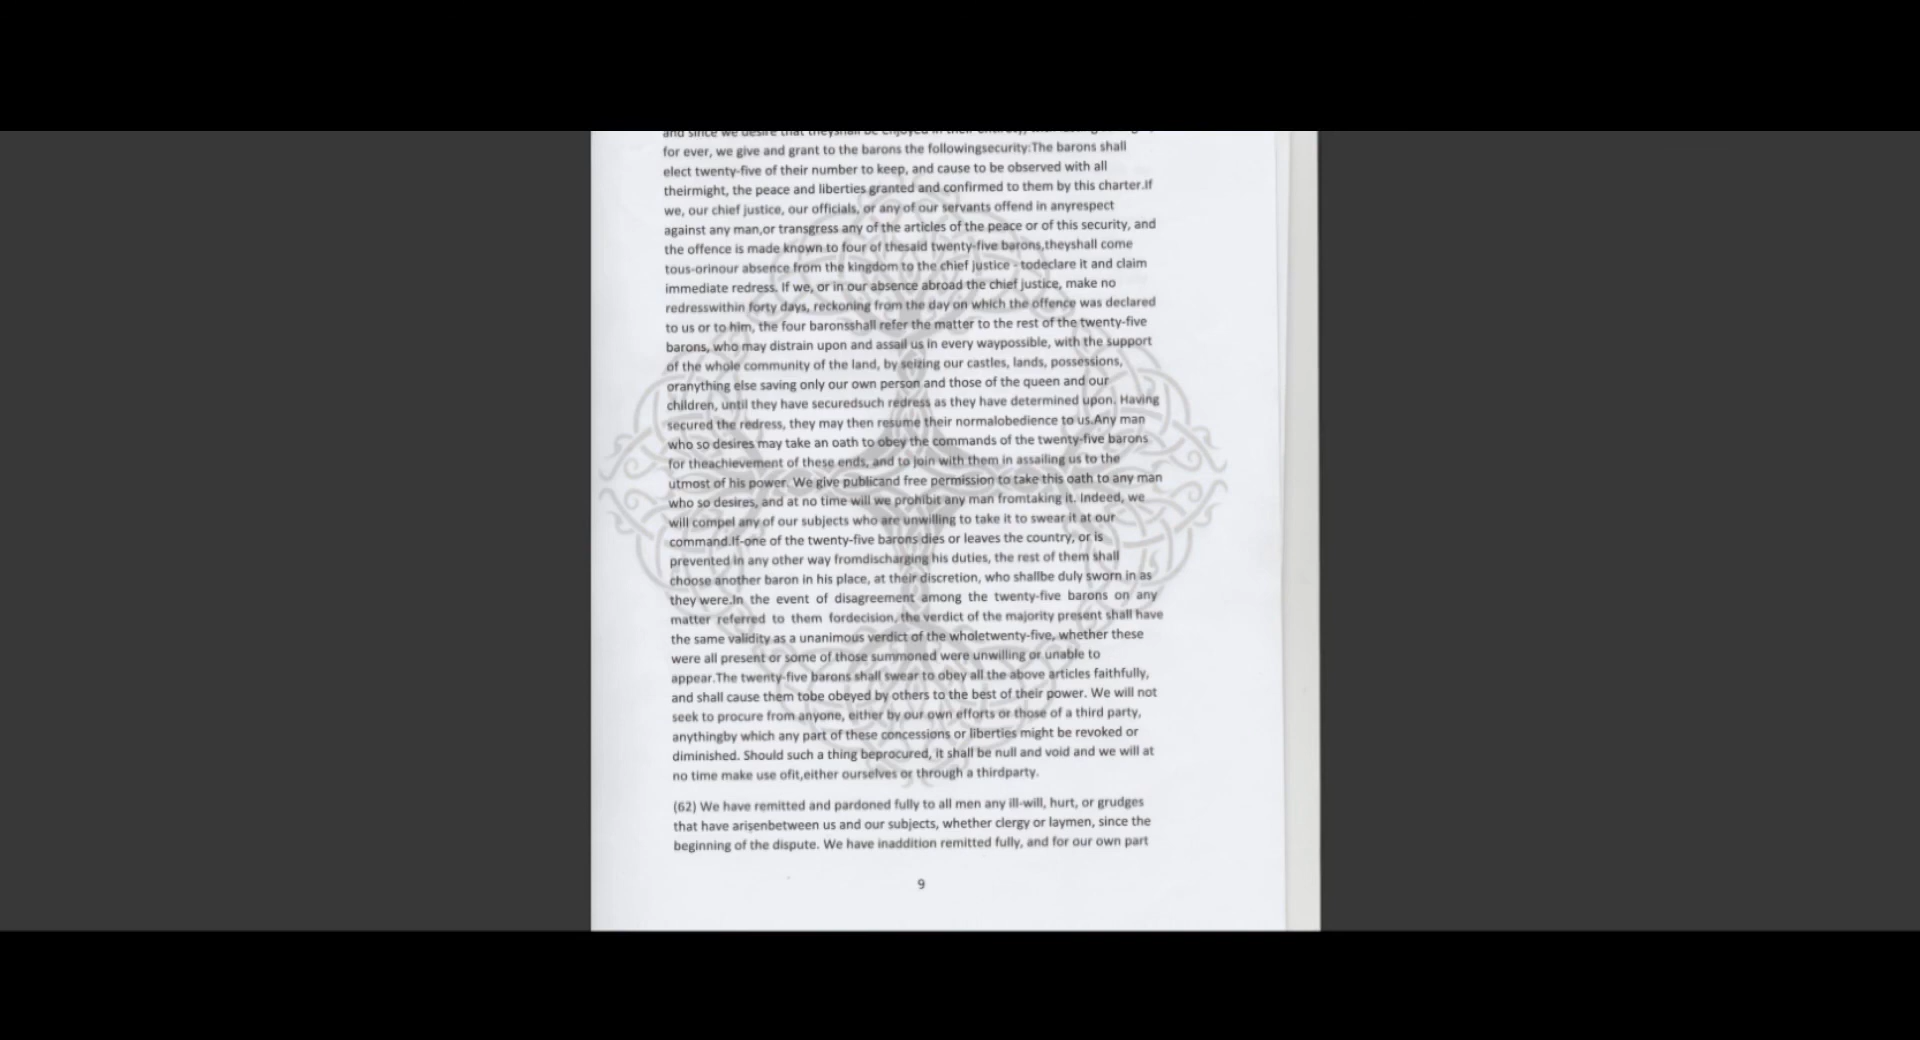 and since we desire that theyshall be enjoyed in their
for ever, we give and grant to the barons the followingsecurity:The barons shall
elect twenty-five of their number to keep, and cause to be observed with all
theirmight, the peace and liberties granted and confirmed to them by this charter.If
we, our chief justice, our officials, or any of our servants offend in anyrespect
against any man,or transgress any of the articles of the peace or of this security, and
the offence is made known to four of thesaid twenty-five barons,theyshall come
tous-orinour absence from the kingdom to the chief justice - todeclare it and claim
immediate redress. If we, or in our absence abroad the chief justice, make no
redresswithin forty days, reckoning from the day on which the offence was declared
to us or to him, the four baronsshall refer the matter to the rest of the twenty-five
barons, who may distrain upon and assail us in every waypossible, with the support
of the whole community of the land, by seizing our castles, lands, possessions,
oranything else saving only our own person and those of the queen and our
children, until they have securedsuch redress as they have determined upon. Having
secured the redress, they may then resume their normalobedience to us.Any man
who so desires may take an oath to obey the commands of the twenty-five barons
for theachievement of these ends, and to join with them in assailing us to the
utmost of his power. We give publicand free permission to take this oath to any man
who so desires, and at no time will we prohibit any man fromtaking it. Indeed, we
will compel any of our subjects who are unwilling to take it to swear it at our
command.If-one of the twenty-five barons dies or leaves the country, or is
prevented in any other way fromdischarging his duties, the rest of them shall
choose another baron in his place, at their discretion, who shallbe duly sworn in as
they were.In the event of disagreement among the twenty-five barons on any
matter referred to them fordecision, the verdict of the majority present shall have
the same validity as a unanimous verdict of the wholetwenty-five, whether these
were all present or some of those summoned were unwilling or unable to
appear.The twenty-five barons shall swear to obey all the above articles faithfully,
and shall cause them tobe obeyed by others to the best of their power. We will not
seek to procure from anyone, either by our own efforts or those of a third party,
anythingby which any part of these concessions or liberties might be revoked or
diminished. Should such a thing beprocured, it shall be null and void and we will at
no time make use ofit,either ourselves or through a thirdparty.
(62) We have remitted and pardoned fully to all men any ill-will, hurt, or grudges
that have arisenbetween us and our subjects, whether clergy or laymen, since the
beginning of the dispute. We have inaddition remitted fully, and for our own part
9